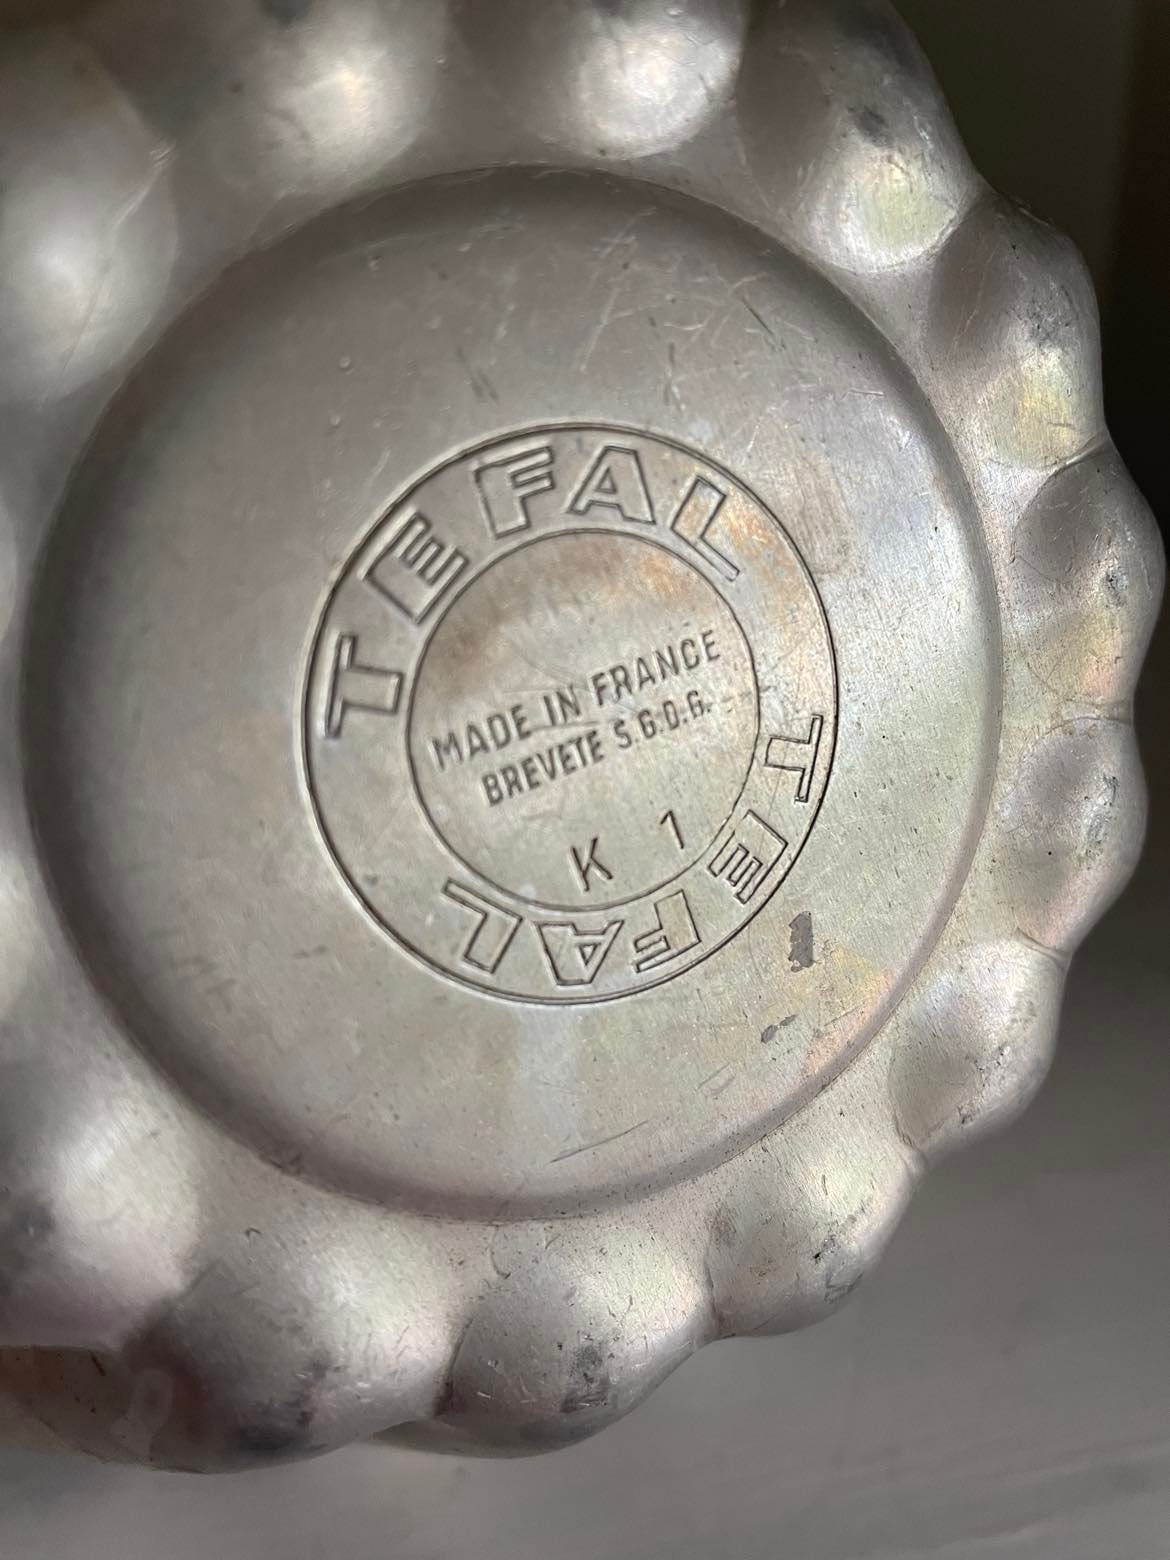 TEFAL
MADE IN FRANCE
BREVETE S.G.D.G.
K 1
TEFAL